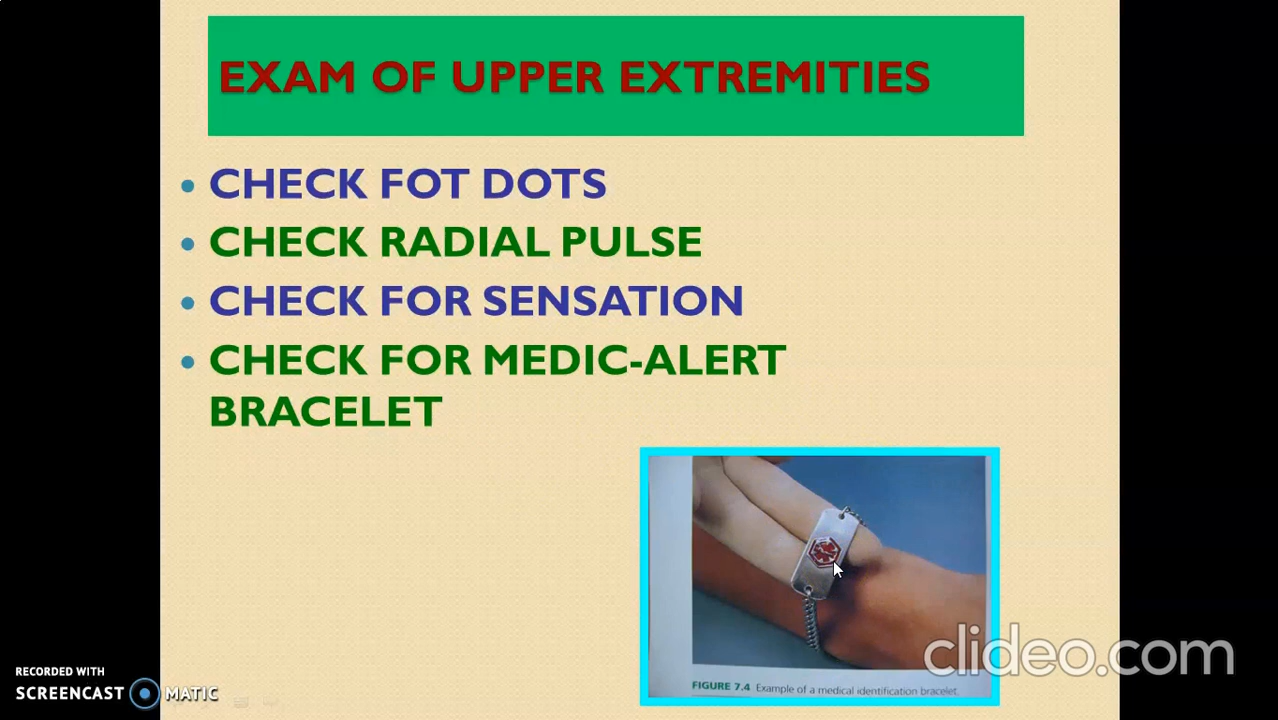 EXAM OF UPPER EXTREMITIES
• CHECK FOT DOTS
• CHECK RADIAL PULSE
• CHECK FOR SENSATION
• CHECK FOR MEDIC-ALERT
BRACELET
FIGURE 7.4 Example of a medical identification bracelet.
clideo.com
RECORDED WITH
SCREENCAST MATIC